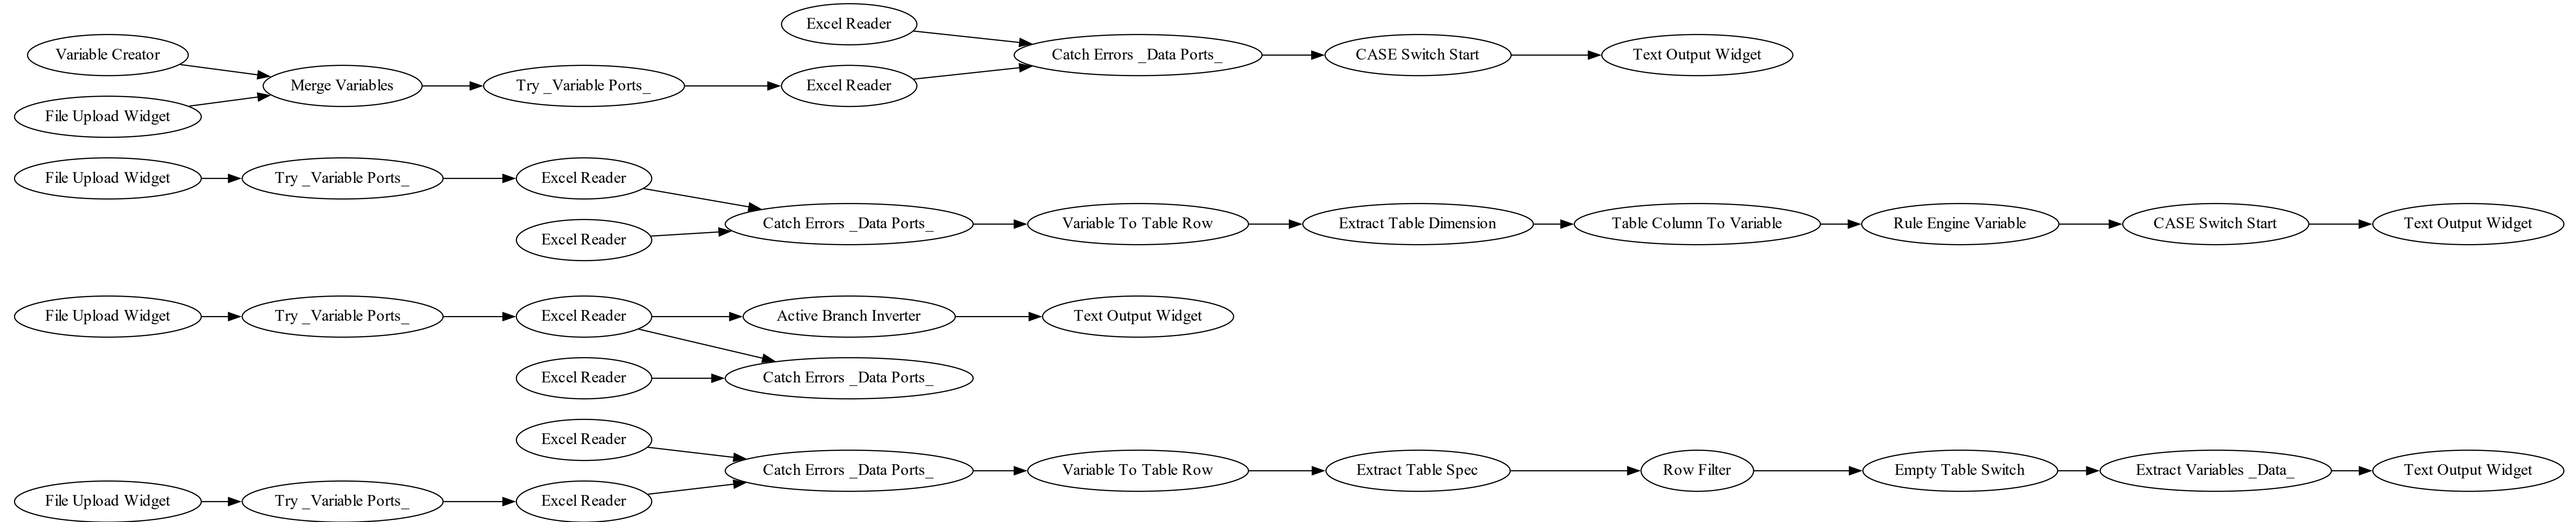 Excel Reader
Variable Creator
Catch Errors _Data Ports_
CASE Switch Start
Text Output Widget
Merge Variables
Try _Variable Ports_
Excel Reader
File Upload Widget
File Upload Widget
Try _Variable Ports_
Excel Reader
Catch Errors _Data Ports_
Variable To Table Row
Extract Table Dimension
Table Column To Variable
Rule Engine Variable
CASE Switch Start
Text Output Widget
Excel Reader
File Upload Widget
Try _Variable Ports_
Excel Reader
Active Branch Inverter
Text Output Widget
Excel Reader
Catch Errors _Data Ports_
Excel Reader
Catch Errors _Data Ports_
Variable To Table Row
Extract Table Spec
Row Filter
Empty Table Switch
Extract Variables _Data_
Text Output Widget
File Upload Widget
Try _Variable Ports_
Excel Reader